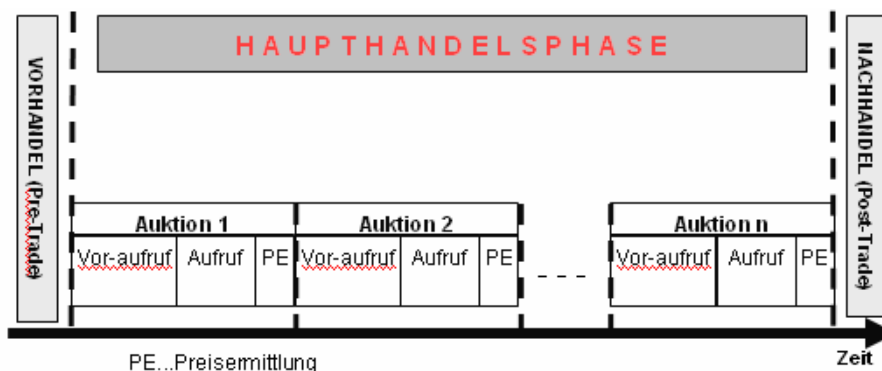 HAUPTHANDELSPHASE
VORHANDEL (Pre-Trade)
NACHHANDEL (Post-Trade)
Auktion 1
Auktion 2
Auktion n
Vor-aufruf Aufruf PE Vor-aufruf Aufruf PE Vor-aufruf Aufruf PE
Zeit
PE...Preisermittlung